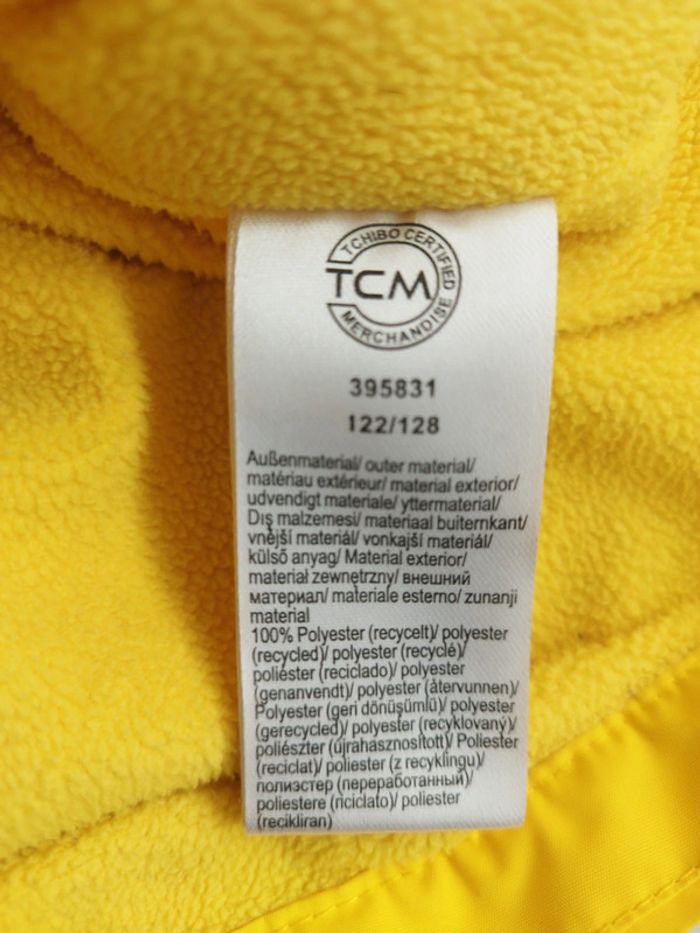 TCHIBO CERTIFIED
TCM
MERCHANDISE
395831
122/128
Außenmaterial/ outer material/
matériau extérieur/ material exterior/
udvendigt materiale/ yttermaterial/
Dış malzemesi/ materiaal buitenkant/
vnější materiál/ vonkajší materiál/
külső anyag/ Material exterior/
materiał zewnętrzny/ внешний
материал/ materiale esterno/ zunanji
material
100% Polyester (recycelt)/ polyester
(recycled)/ polyester (recyclé)/
poliéster (reciclado)/ polyester
(genanvendt)/ polyester (återvunnen)/
Polyester (geri dönüşümlü)/ polyester
(gerecycled)/ polyester (recyklovaný)/
poliészter (újrahasznosított)/ Poliester
(reciclat)/ poliester (z recyklingu)/
полиэстер (переработанный)/
poliestere (riciclato)/ poliester
(recikliran)